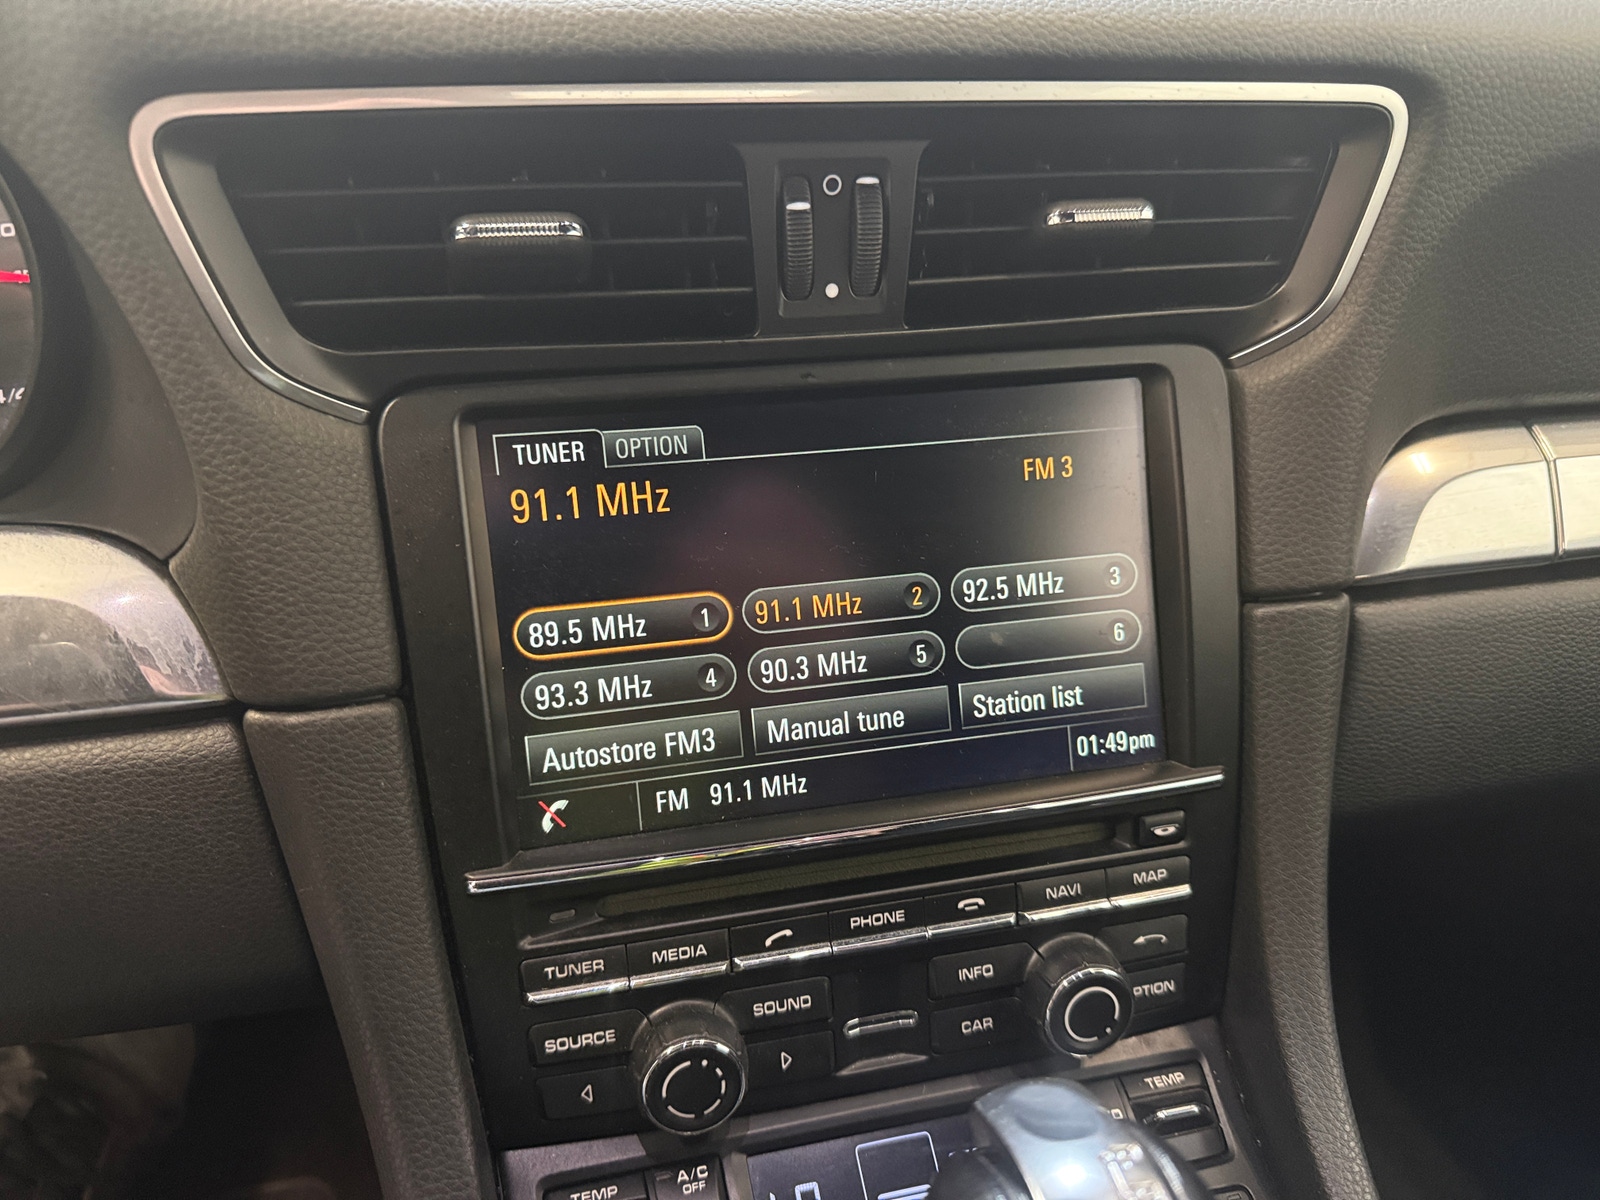 TUNER OPTION
91.1 MHz FM 3
89.5 MHz 1 91.1 MHz 2 92.5 MHz 3
93.3 MHz 4 90.3 MHz 5 6
Autostore FM3 Manual tune Station list
FM 91.1 MHz 01:49pm
TUNER MEDIA PHONE NAVI MAP
SOURCE SOUND INFO PTION
CAR
TEMP
TEMP A/C
OFF